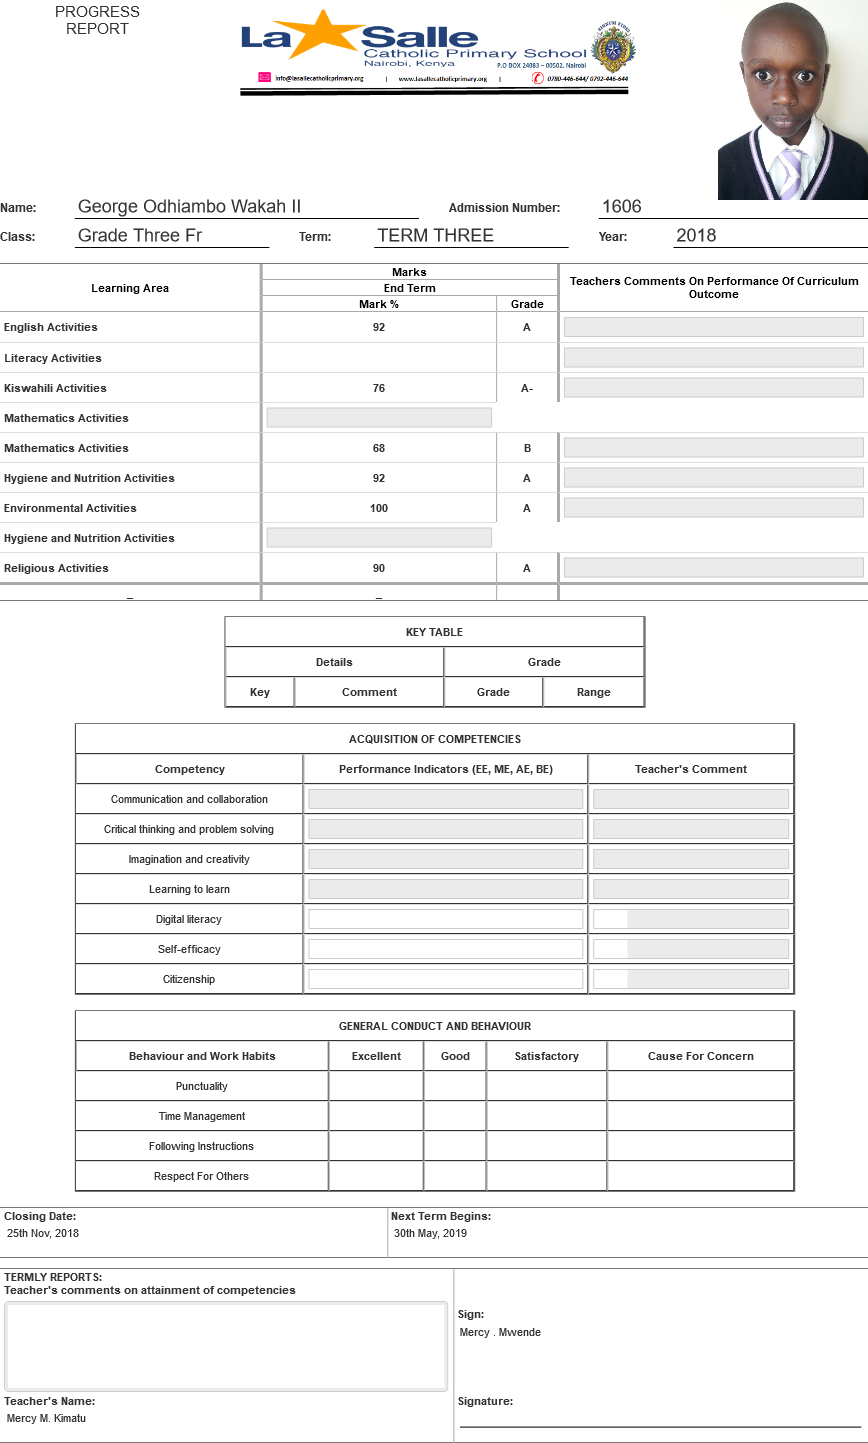 PROGRESS
REPORT
La Salle
Catholic Primary School
Nairobi, Kenya
P.O BOX 24083 – 00502, Nairobi
info@lasallecatholicprimary.org | www.lasallecatholicprimary.org | 0780-446-644/ 0792-446-644
Name: George Odhiambo Wakah II Admission Number: 1606
Class: Grade Three Fr Term: TERM THREE Year: 2018
Learning Area Marks Teachers Comments On Performance Of Curriculum Outcome
End Term
Mark % Grade
English Activities 92 A
Literacy Activities
Kiswahili Activities 76 A-
Mathematics Activities
Mathematics Activities 68 B
Hygiene and Nutrition Activities 92 A
Environmental Activities 100 A
Hygiene and Nutrition Activities
Religious Activities 90 A
_ _
KEY TABLE
Details Grade
Key Comment Grade Range
ACQUISITION OF COMPETENCIES
Competency Performance Indicators (EE, ME, AE, BE) Teacher's Comment
Communication and collaboration
Critical thinking and problem solving
Imagination and creativity
Learning to learn
Digital literacy
Self-efficacy
Citizenship
GENERAL CONDUCT AND BEHAVIOUR
Behaviour and Work Habits Excellent Good Satisfactory Cause For Concern
Punctuality
Time Management
Following Instructions
Respect For Others
Closing Date: Next Term Begins:
25th Nov, 2018 30th May, 2019
TERMLY REPORTS:
Teacher's comments on attainment of competencies
Sign:
Mercy . Mwende
Teacher's Name: Signature:
Mercy M. Kimatu